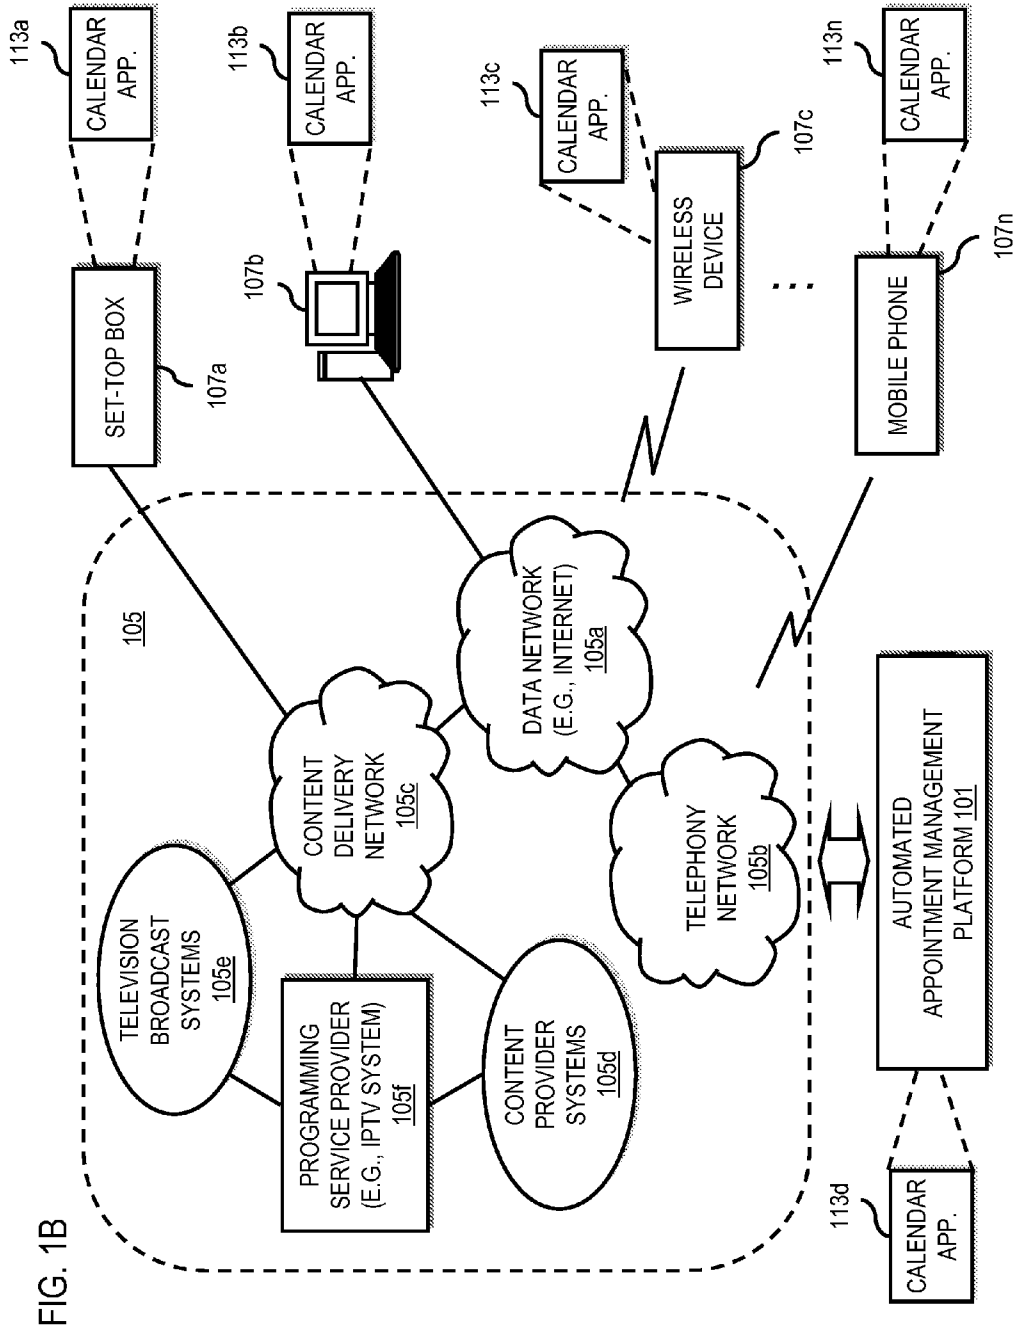 FIG. 1B
105
TELEVISION
BROADCAST
SYSTEMS
105e
PROGRAMMING
SERVICE PROVIDER
(E.G., IPTV SYSTEM)
105f
CONTENT
PROVIDER
SYSTEMS
105d
CONTENT
DELIVERY
NETWORK
105c
DATA NETWORK
(E.G., INTERNET)
105a
TELEPHONY
NETWORK
105b
SET-TOP BOX
107a
CALENDAR
APP.
113a
107b
CALENDAR
APP.
113b
WIRELESS
DEVICE
107c
CALENDAR
APP.
113c
...
MOBILE PHONE
107n
CALENDAR
APP.
113n
AUTOMATED
APPOINTMENT MANAGEMENT
PLATFORM 101
CALENDAR
APP.
113d